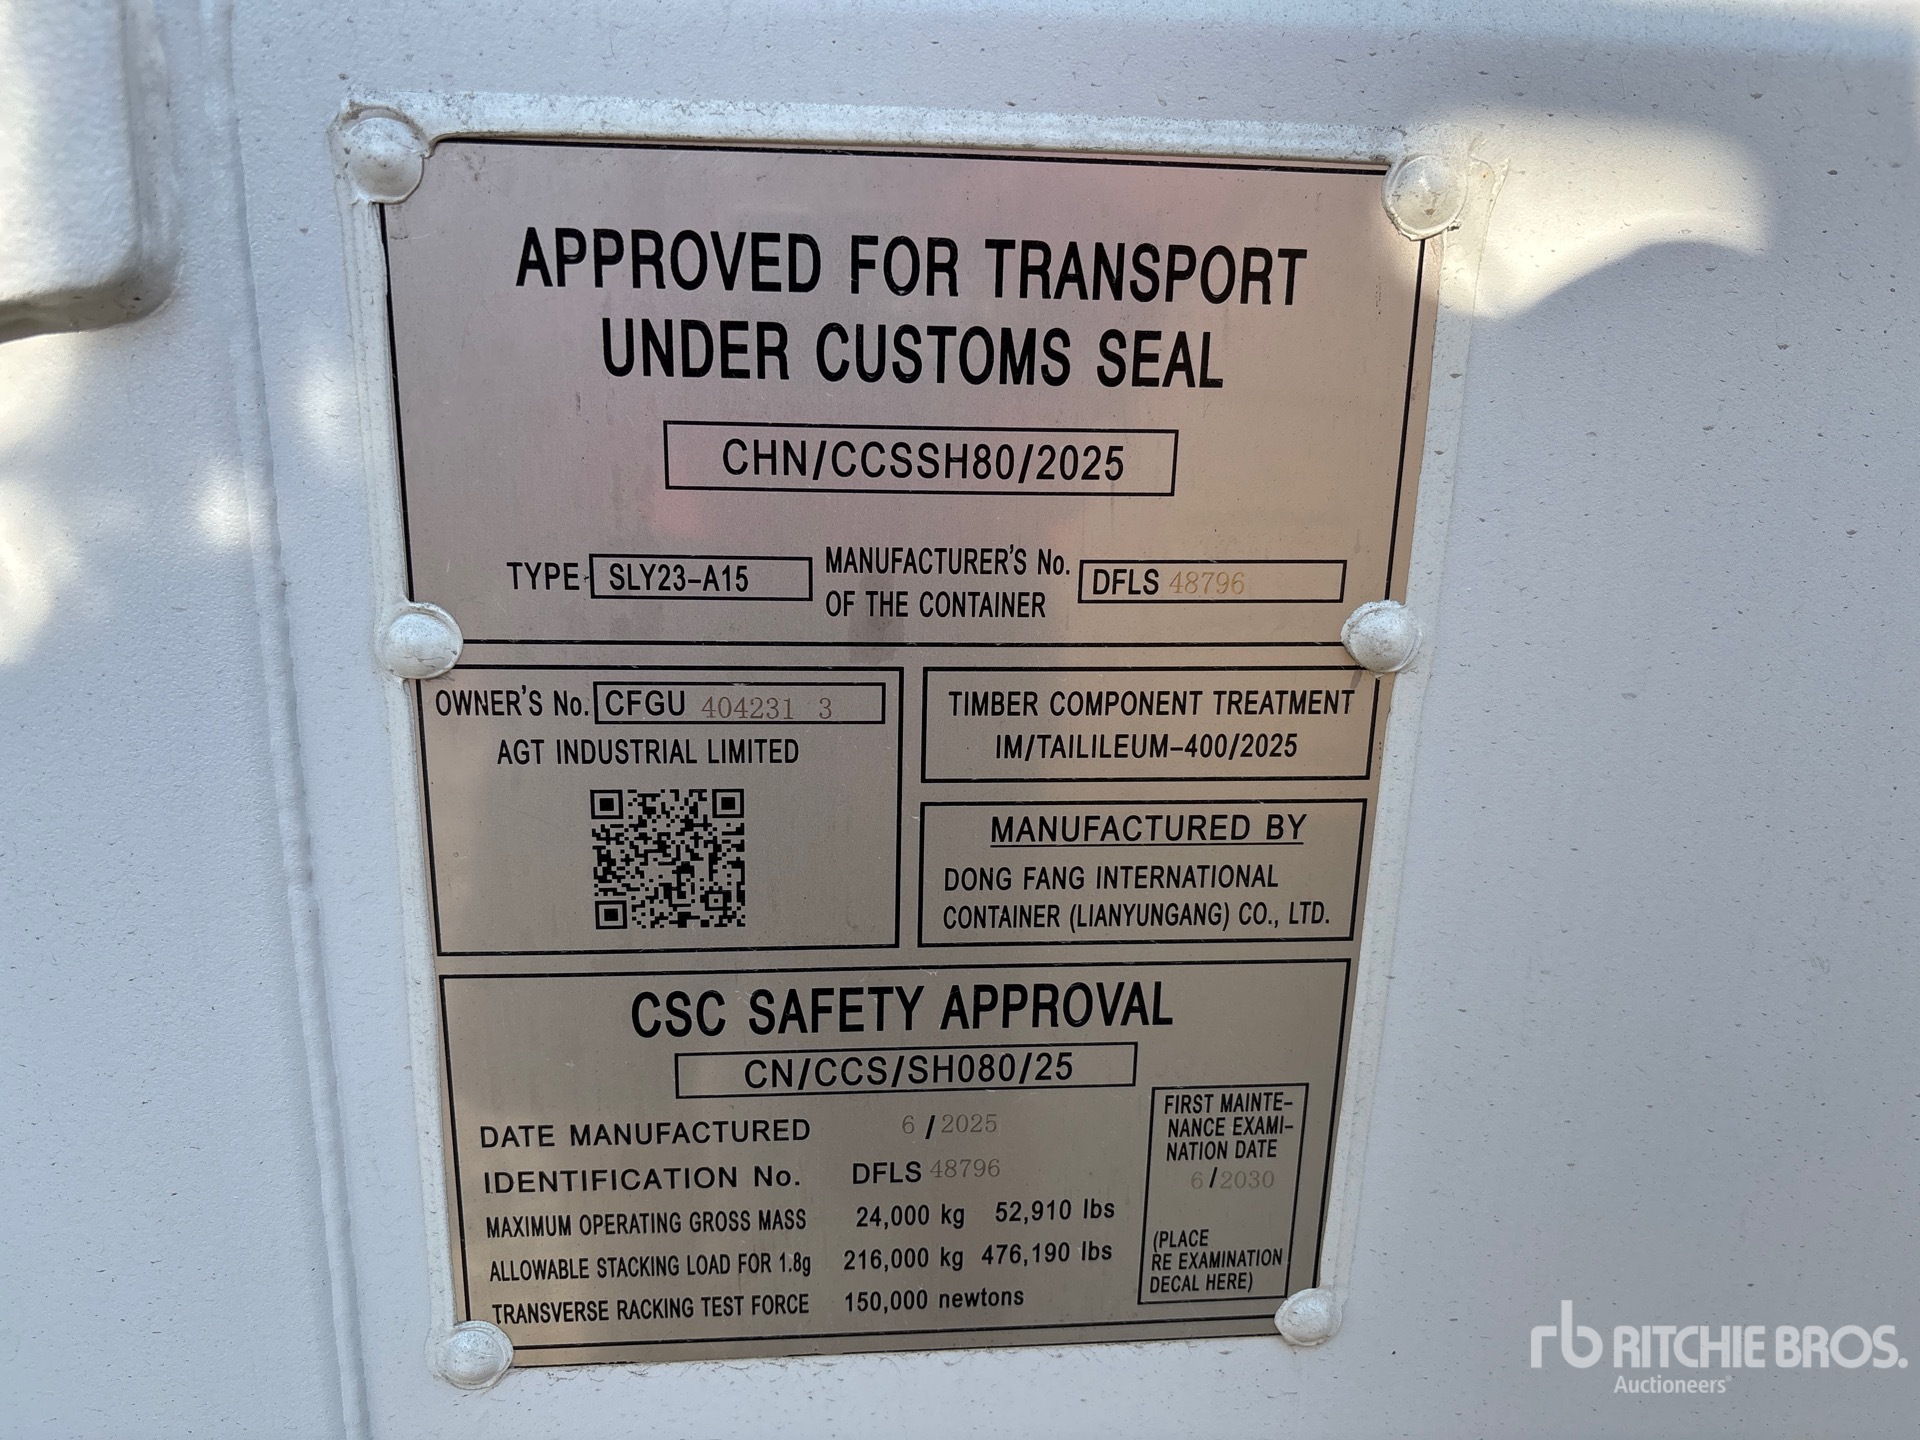 APPROVED FOR TRANSPORT
UNDER CUSTOMS SEAL
CHN/CCSSH80/2025
TYPE SLY23-A15
MANUFACTURER'S No.
OF THE CONTAINER
DFLS 48796
OWNER'S No. CFGU 404231 3
AGT INDUSTRIAL LIMITED
TIMBER COMPONENT TREATMENT
IM/TAILILEUM-400/2025
MANUFACTURED BY
DONG FANG INTERNATIONAL
CONTAINER (LIANYUNGANG) CO., LTD.
CSC SAFETY APPROVAL
CN/CCS/SH080/25
DATE MANUFACTURED 6 / 2025
IDENTIFICATION No. DFLS 48796
MAXIMUM OPERATING GROSS MASS 24,000 kg 52,910 lbs
ALLOWABLE STACKING LOAD FOR 1.8g 216,000 kg 476,190 lbs
TRANSVERSE RACKING TEST FORCE 150,000 newtons
FIRST MAINTE-
NANCE EXAMI-
NATION DATE
6 / 2030
(PLACE
RE EXAMINATION
DECAL HERE)
rb RITCHIE BROS.
Auctioneers